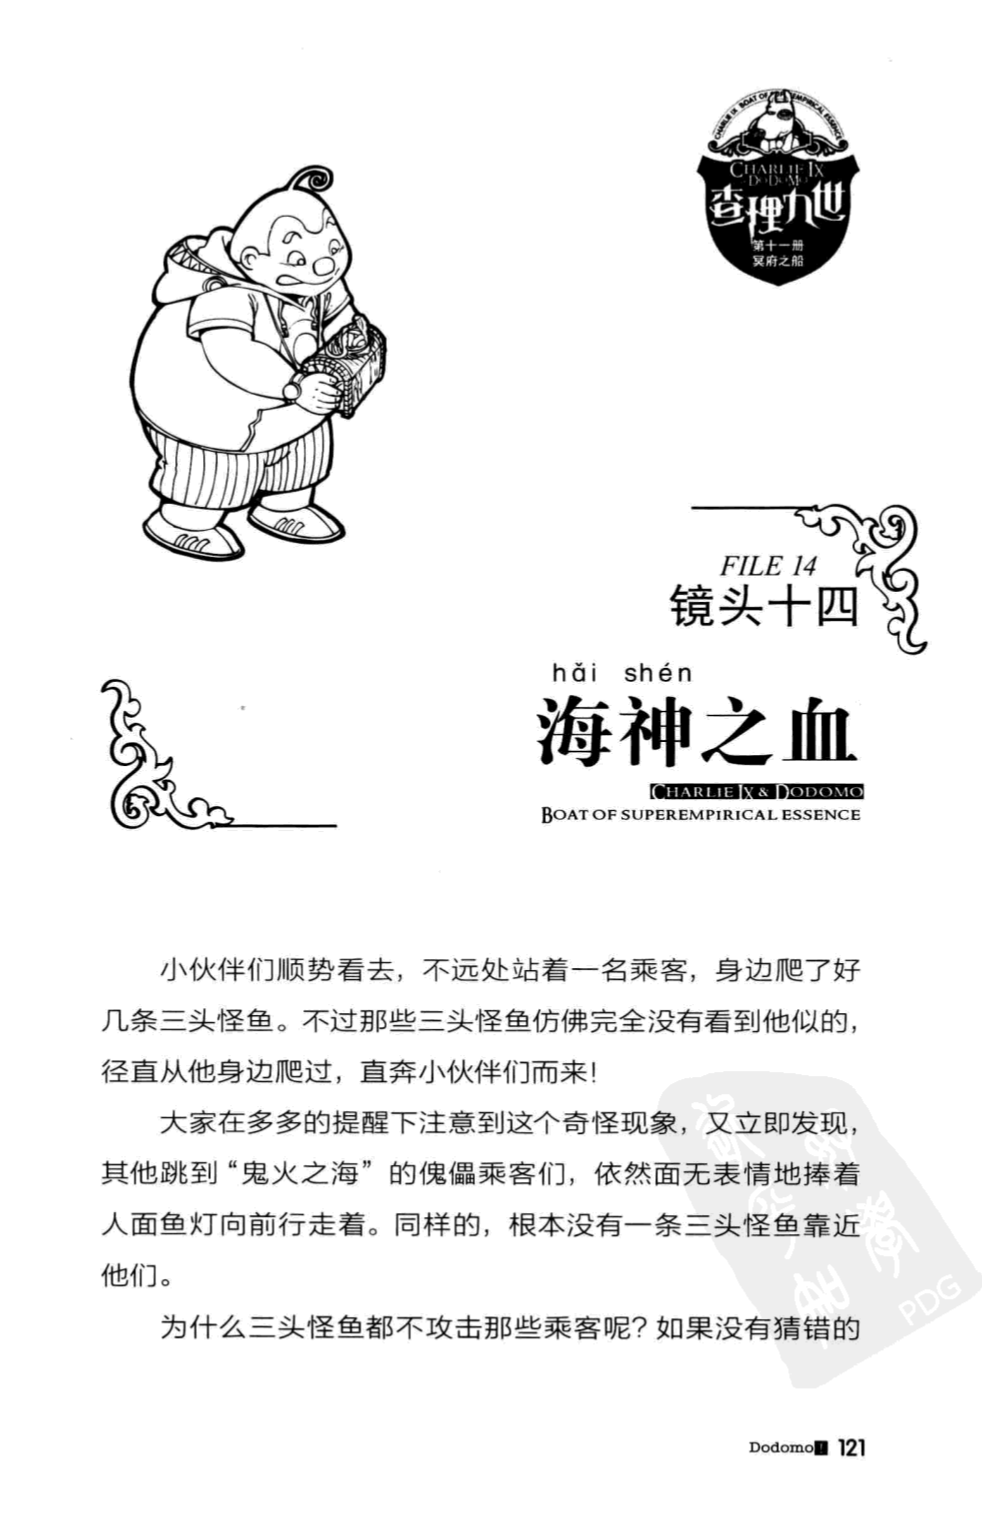 CHARLIE IX BOAT OF SUPEREMPIRICAL ESSENCE
CHARLIE IX
DODOMO
查理九世
第十一册
冥府之船
FILE 14
镜头十四
hǎi shén
海神之血
CHARLIE IX & DODOMO
BOAT OF SUPEREMPIRICAL ESSENCE
小伙伴们顺势看去，不远处站着一名乘客，身边爬了好
几条三头怪鱼。不过那些三头怪鱼仿佛完全没有看到他似的，
径直从他身边爬过，直奔小伙伴们而来！
大家在多多的提醒下注意到这个奇怪现象，又立即发现，
其他跳到“鬼火之海”的傀儡乘客们，依然面无表情地捧着
人面鱼灯向前行走着。同样的，根本没有一条三头怪鱼靠近
他们。
为什么三头怪鱼都不攻击那些乘客呢？如果没有猜错的
PDG
Dodomo! 121